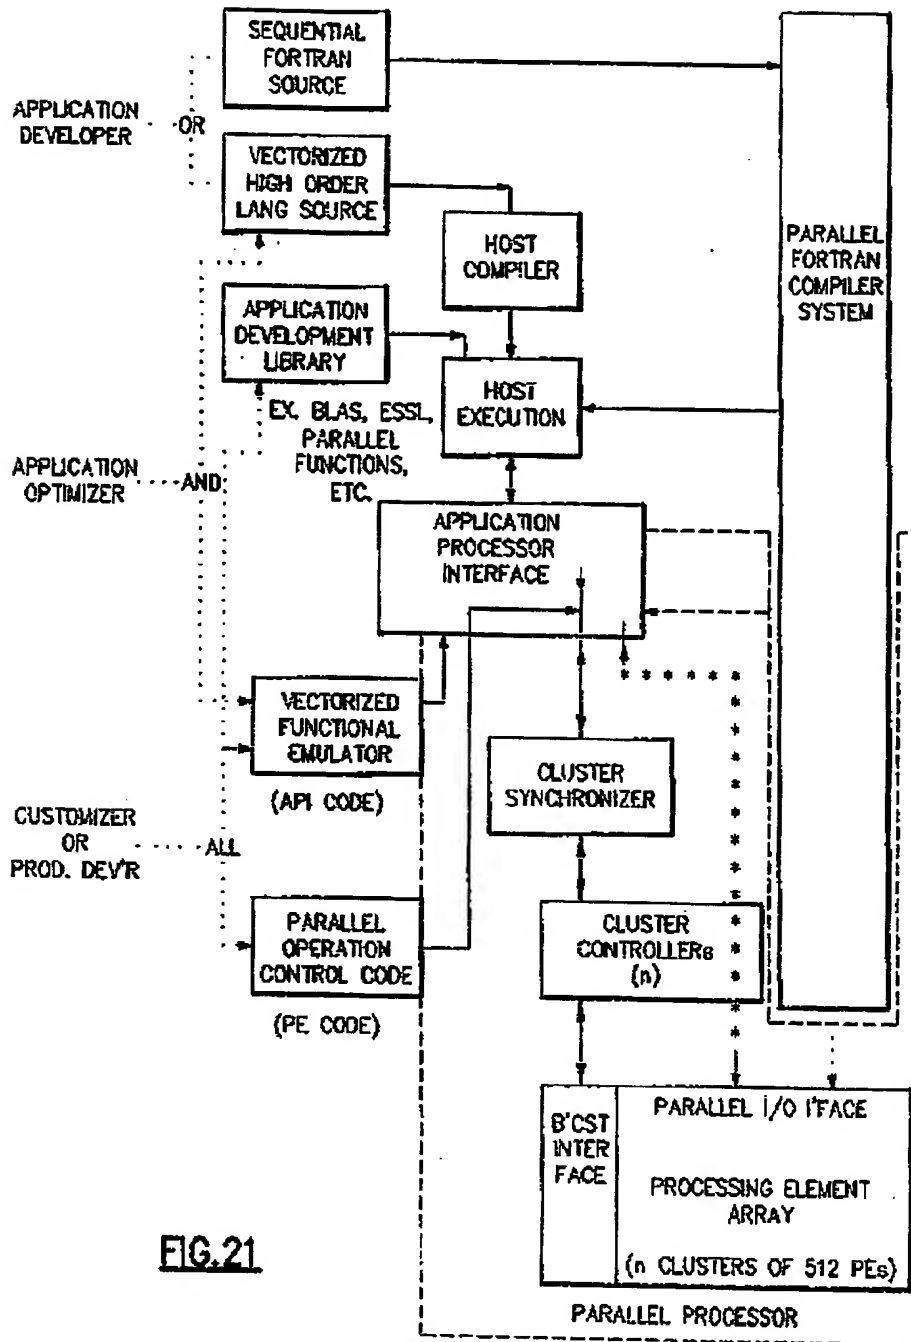 SEQUENTIAL
FORTRAN
SOURCE
APPLICATION
DEVELOPER
OR
VECTORIZED
HIGH ORDER
LANG SOURCE
HOST
COMPILER
PARALLEL
FORTRAN
COMPILER
SYSTEM
APPLICATION
DEVELOPMENT
LIBRARY
HOST
EXECUTION
EX. BLAS, ESSL,
PARALLEL
FUNCTIONS,
ETC.
APPLICATION
OPTIMIZER
AND
APPLICATION
PROCESSOR
INTERFACE
VECTORIZED
FUNCTIONAL
EMULATOR
(API CODE)
CLUSTER
SYNCHRONIZER
CUSTOMIZER
OR
PROD. DEV'R
ALL
PARALLEL
OPERATION
CONTROL CODE
(PE CODE)
CLUSTER
CONTROLLERs
(n)
B'CST
INTER
FACE
PARALLEL I/O I'FACE
PROCESSING ELEMENT
ARRAY
(n CLUSTERS OF 512 PEs)
PARALLEL PROCESSOR
FIG.21